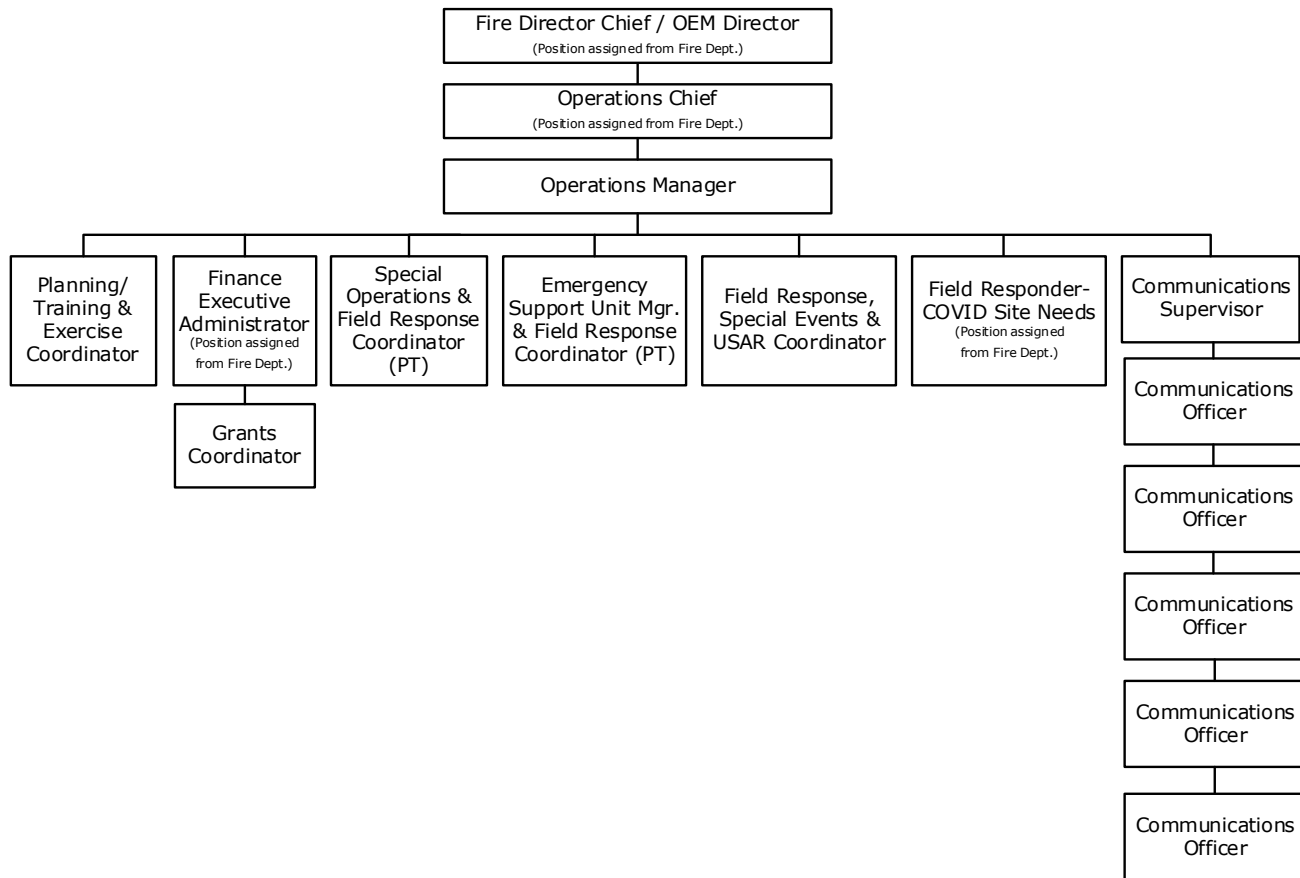 Fire Director Chief / OEM Director
(Position assigned from Fire Dept.)
Operations Chief
(Position assigned from Fire Dept.)
Operations Manager
Planning/
Training &
Exercise
Coordinator
Finance
Executive
Administrator
(Position assigned
from Fire Dept.)
Special
Operations &
Field Response
Coordinator
(PT)
Emergency
Support Unit Mgr.
& Field Response
Coordinator (PT)
Field Response,
Special Events &
USAR Coordinator
Field Responder-
COVID Site Needs
(Position assigned
from Fire Dept.)
Communications
Supervisor
Grants
Coordinator
Communications
Officer
Communications
Officer
Communications
Officer
Communications
Officer
Communications
Officer